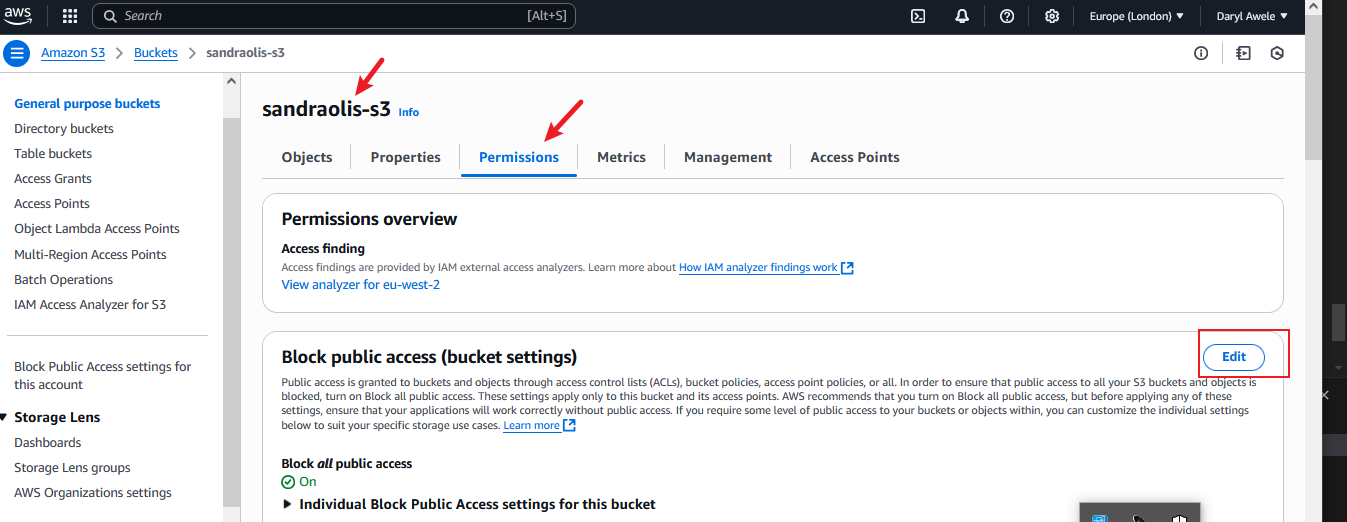 aws
Search [Alt+S] Europe (London) Daryl Awele
Amazon S3 > Buckets > sandraolis-s3
General purpose buckets
Directory buckets
Table buckets
Access Grants
Access Points
Object Lambda Access Points
Multi-Region Access Points
Batch Operations
IAM Access Analyzer for S3
Block Public Access settings for
this account
Storage Lens
Dashboards
Storage Lens groups
AWS Organizations settings
sandraolis-s3 Info
Objects Properties Permissions Metrics Management Access Points
Permissions overview
Access finding
Access findings are provided by IAM external access analyzers. Learn more about How IAM analyzer findings work
View analyzer for eu-west-2
Block public access (bucket settings)
Edit
Public access is granted to buckets and objects through access control lists (ACLs), bucket policies, access point policies, or all. In order to ensure that public access to all your S3 buckets and objects is
blocked, turn on Block all public access. These settings apply only to this bucket and its access points. AWS recommends that you turn on Block all public access, but before applying any of these
settings, ensure that your applications will work correctly without public access. If you require some level of public access to your buckets or objects within, you can customize the individual settings
below to suit your specific storage use cases. Learn more
Block all public access
On
Individual Block Public Access settings for this bucket